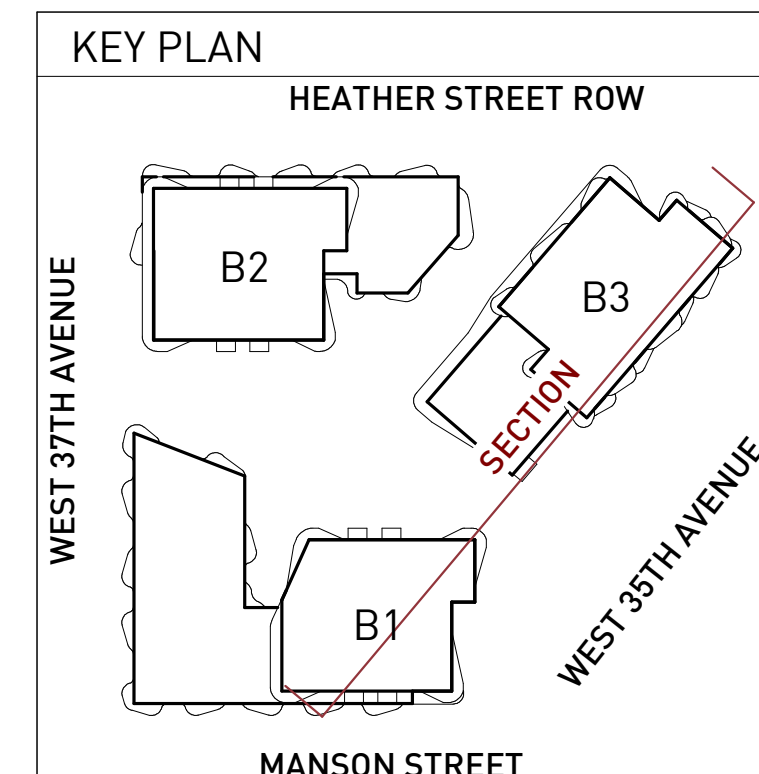 KEY PLAN
HEATHER STREET ROW
B2
B3
WEST 37TH AVENUE
SECTION
WEST 35TH AVENUE
B1
MANSON STREET